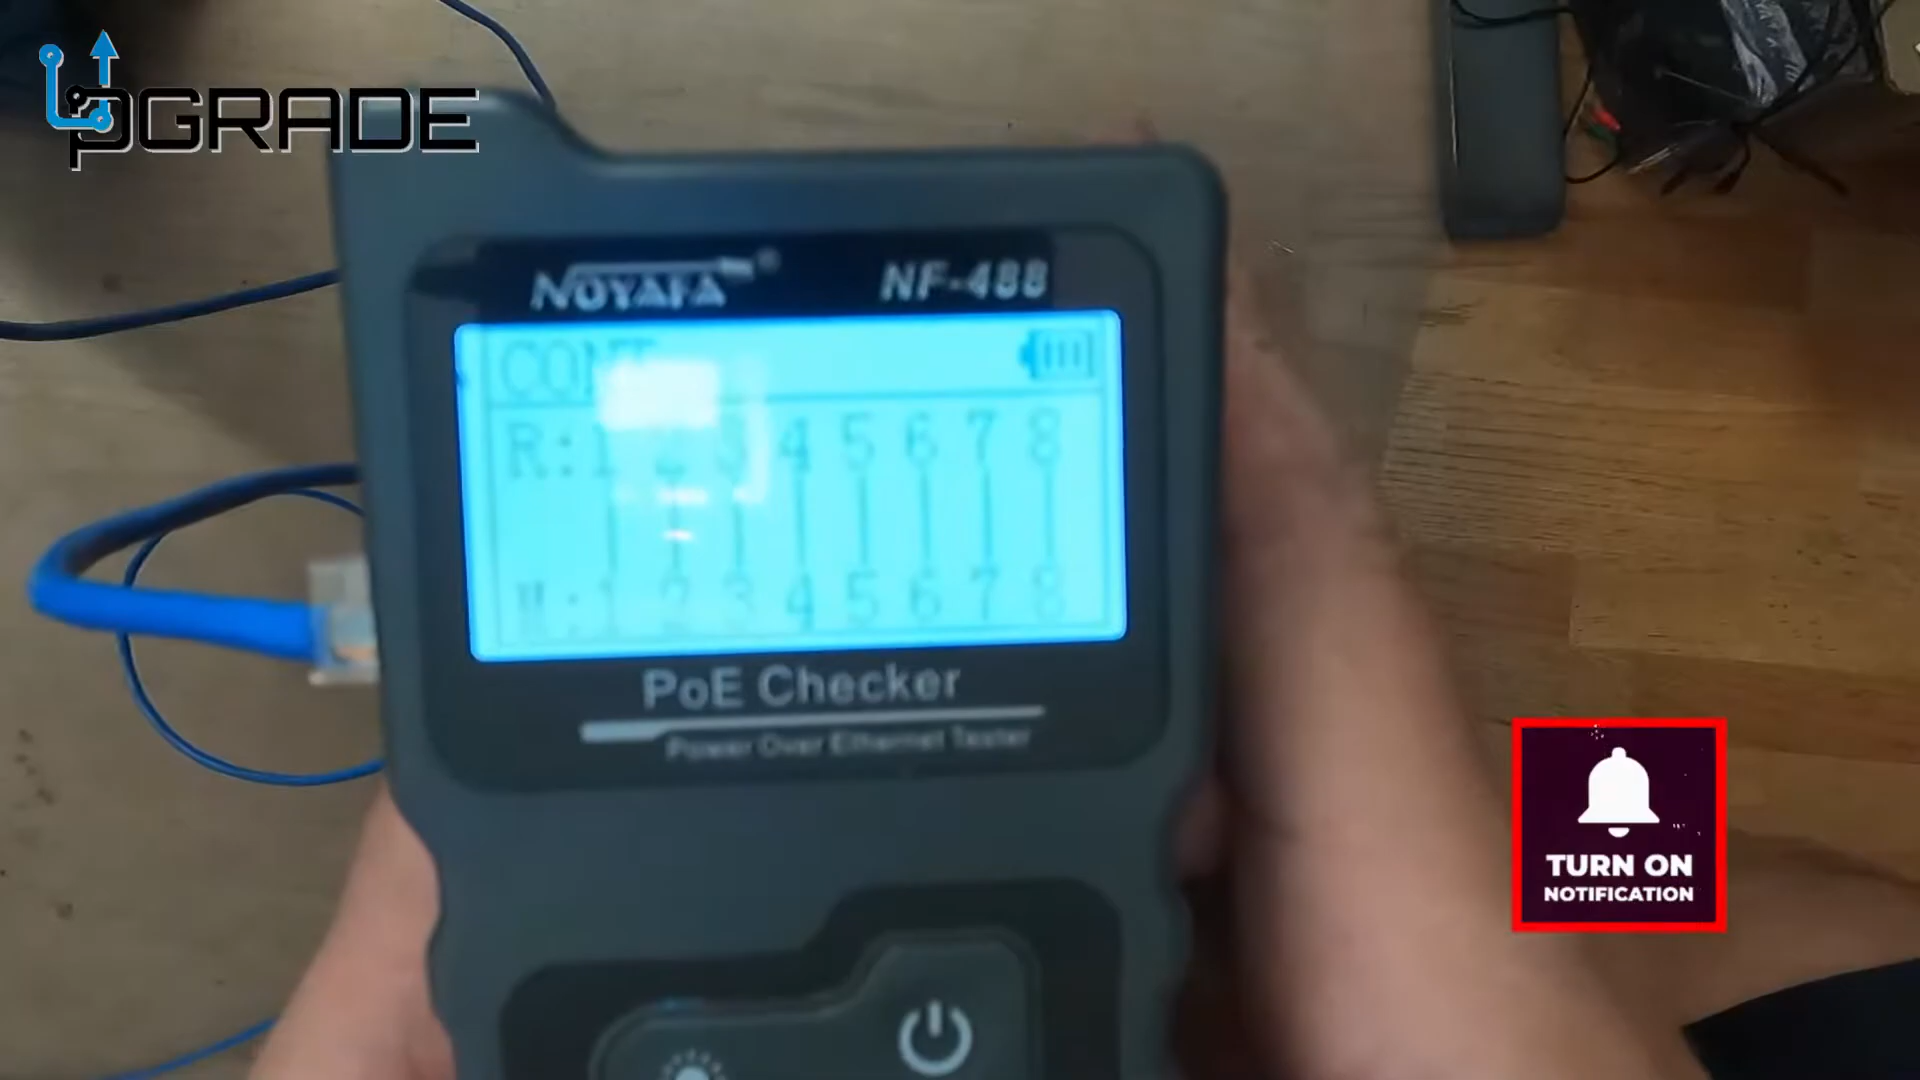 UPGRADE
NOYAFA® NF-488
CONT
R:1 2 3 4 5 6 7 8
M:1 2 3 4 5 6 7 8
PoE Checker
Power Over Ethernet Tester
TURN ON
NOTIFICATION